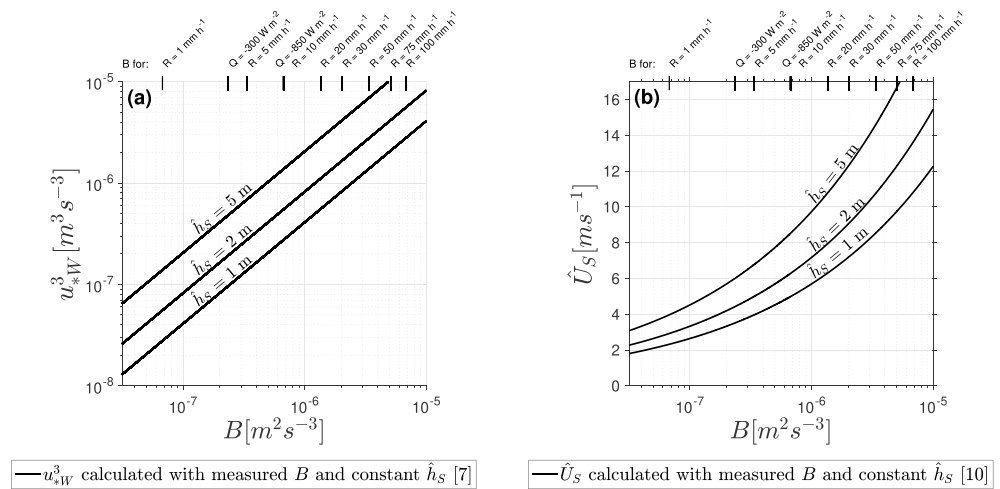 B for:
R = 1 mm h⁻¹
Q = -300 W m⁻²
R = 5 mm h⁻¹
Q = -850 W m⁻²
R = 10 mm h⁻¹
R = 20 mm h⁻¹
R = 30 mm h⁻¹
R = 50 mm h⁻¹
R = 75 mm h⁻¹
R = 100 mm h⁻¹
(a)
10⁻⁵
10⁻⁶
10⁻⁷
10⁻⁸
u³*W [m³s⁻³]
ĥS = 5 m
ĥS = 2 m
ĥS = 1 m
10⁻⁷ 10⁻⁶ 10⁻⁵
B[m²s⁻³]
u³*W calculated with measured B and constant ĥS [7]
B for:
R = 1 mm h⁻¹
Q = -300 W m⁻²
R = 5 mm h⁻¹
Q = -850 W m⁻²
R = 10 mm h⁻¹
R = 20 mm h⁻¹
R = 30 mm h⁻¹
R = 50 mm h⁻¹
R = 75 mm h⁻¹
R = 100 mm h⁻¹
(b)
16
14
12
10
8
6
4
2
0
ÛS [ms⁻¹]
ĥS = 5 m
ĥS = 2 m
ĥS = 1 m
10⁻⁷ 10⁻⁶ 10⁻⁵
B[m²s⁻³]
ÛS calculated with measured B and constant ĥS [10]